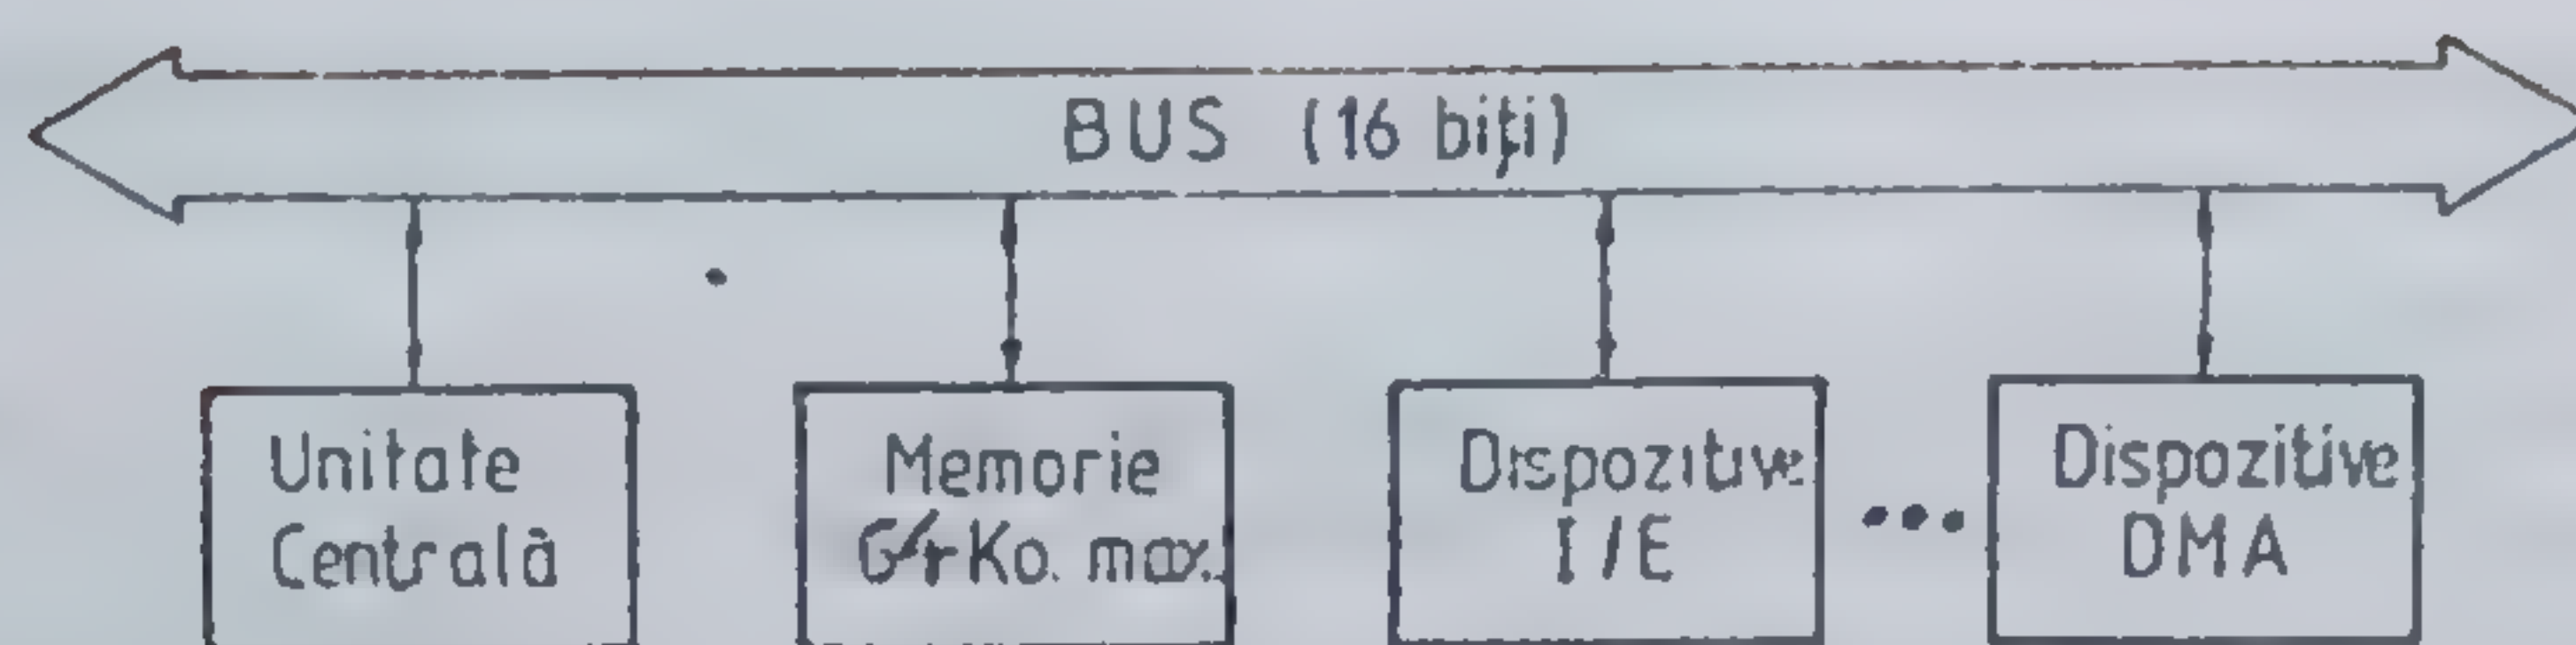 BUS (16 biți)
Unitate
Centrală
Memorie
64Ko. max.
Dispozitive
I/E
Dispozitive
DMA